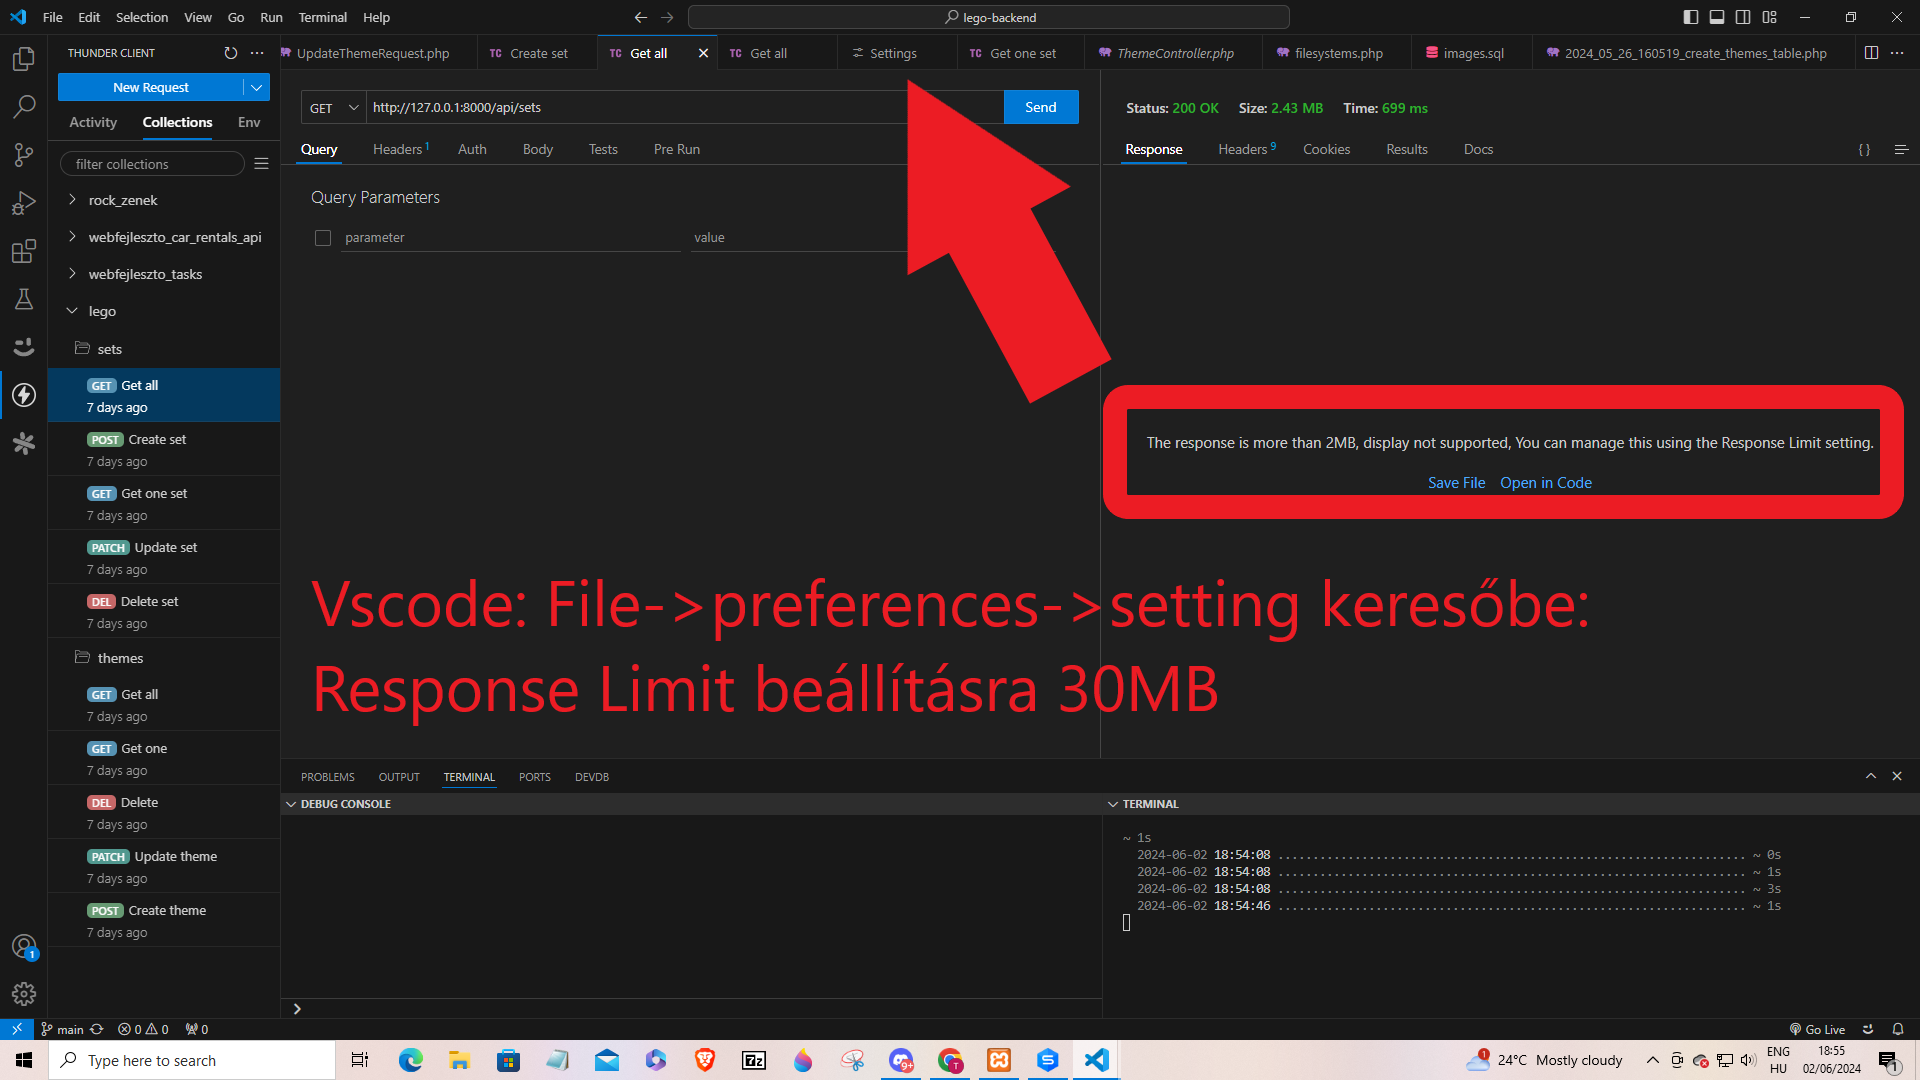 File Edit Selection View Go Run Terminal Help
lego-backend
THUNDER CLIENT
UpdateThemeRequest.php
TC Create set
TC Get all
TC Get all
Settings
TC Get one set
ThemeController.php
filesystems.php
images.sql
2024_05_26_160519_create_themes_table.php
New Request
Activity Collections Env
filter collections
rock_zenek
webfejleszto_car_rentals_api
webfejleszto_tasks
lego
sets
GET Get all
7 days ago
POST Create set
7 days ago
GET Get one set
7 days ago
PATCH Update set
7 days ago
DEL Delete set
7 days ago
themes
GET Get all
7 days ago
GET Get one
7 days ago
DEL Delete
7 days ago
PATCH Update theme
7 days ago
POST Create theme
7 days ago
GET http://127.0.0.1:8000/api/sets Send
Query Headers 1 Auth Body Tests Pre Run
Query Parameters
parameter value
Status: 200 OK Size: 2.43 MB Time: 699 ms
Response Headers 9 Cookies Results Docs { }
The response is more than 2MB, display not supported, You can manage this using the Response Limit setting.
Save File Open in Code
Vscode: File->preferences->setting keresőbe:
Response Limit beállításra 30MB
PROBLEMS OUTPUT TERMINAL PORTS DEVDB
DEBUG CONSOLE
TERMINAL
~ 1s
2024-06-02 18:54:08 .................................................................. ~ 0s
2024-06-02 18:54:08 .................................................................. ~ 1s
2024-06-02 18:54:08 .................................................................. ~ 3s
2024-06-02 18:54:46 .................................................................. ~ 1s
1
main 0 0 0
Go Live
Type here to search
7z
9+
T
1
24°C Mostly cloudy
ENG
HU
18:55
02/06/2024
1